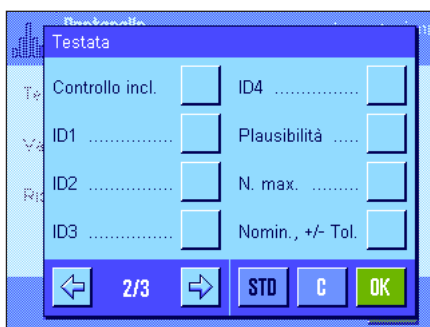 Testata
Controllo incl.
ID4 ................
ID1 ................
Plausibilità .....
ID2 ................
N. max. .........
ID3 ................
Nomin., +/- Tol.
2/3
STD
C
OK